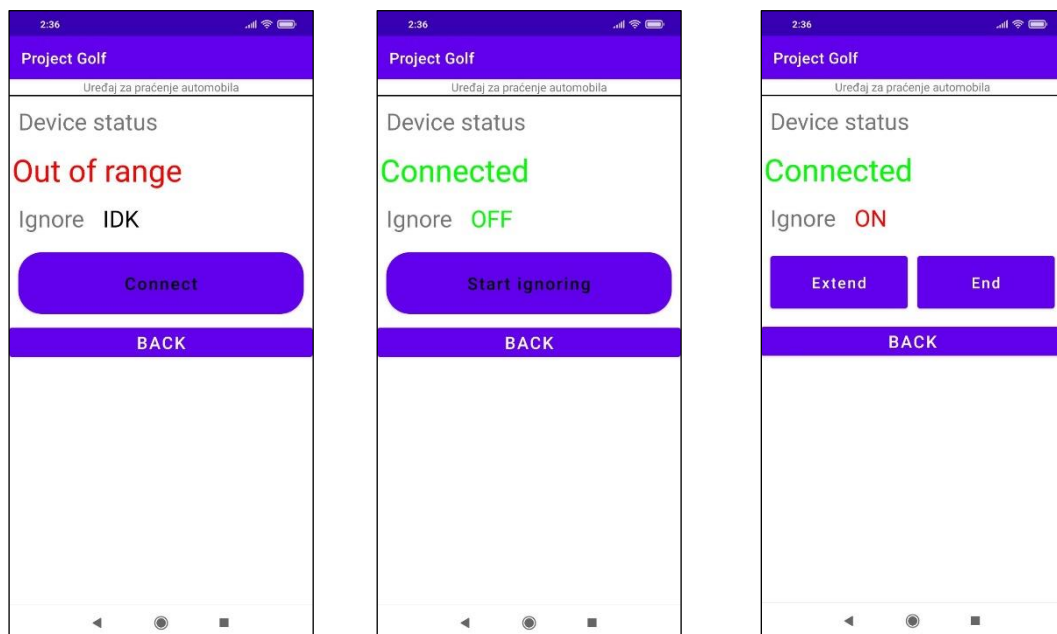 2:36
Project Golf
Uređaj za praćenje automobila
Device status
Out of range
Ignore IDK
Connect
BACK
2:36
Project Golf
Uređaj za praćenje automobila
Device status
Connected
Ignore OFF
Start ignoring
BACK
2:36
Project Golf
Uređaj za praćenje automobila
Device status
Connected
Ignore ON
Extend End
BACK